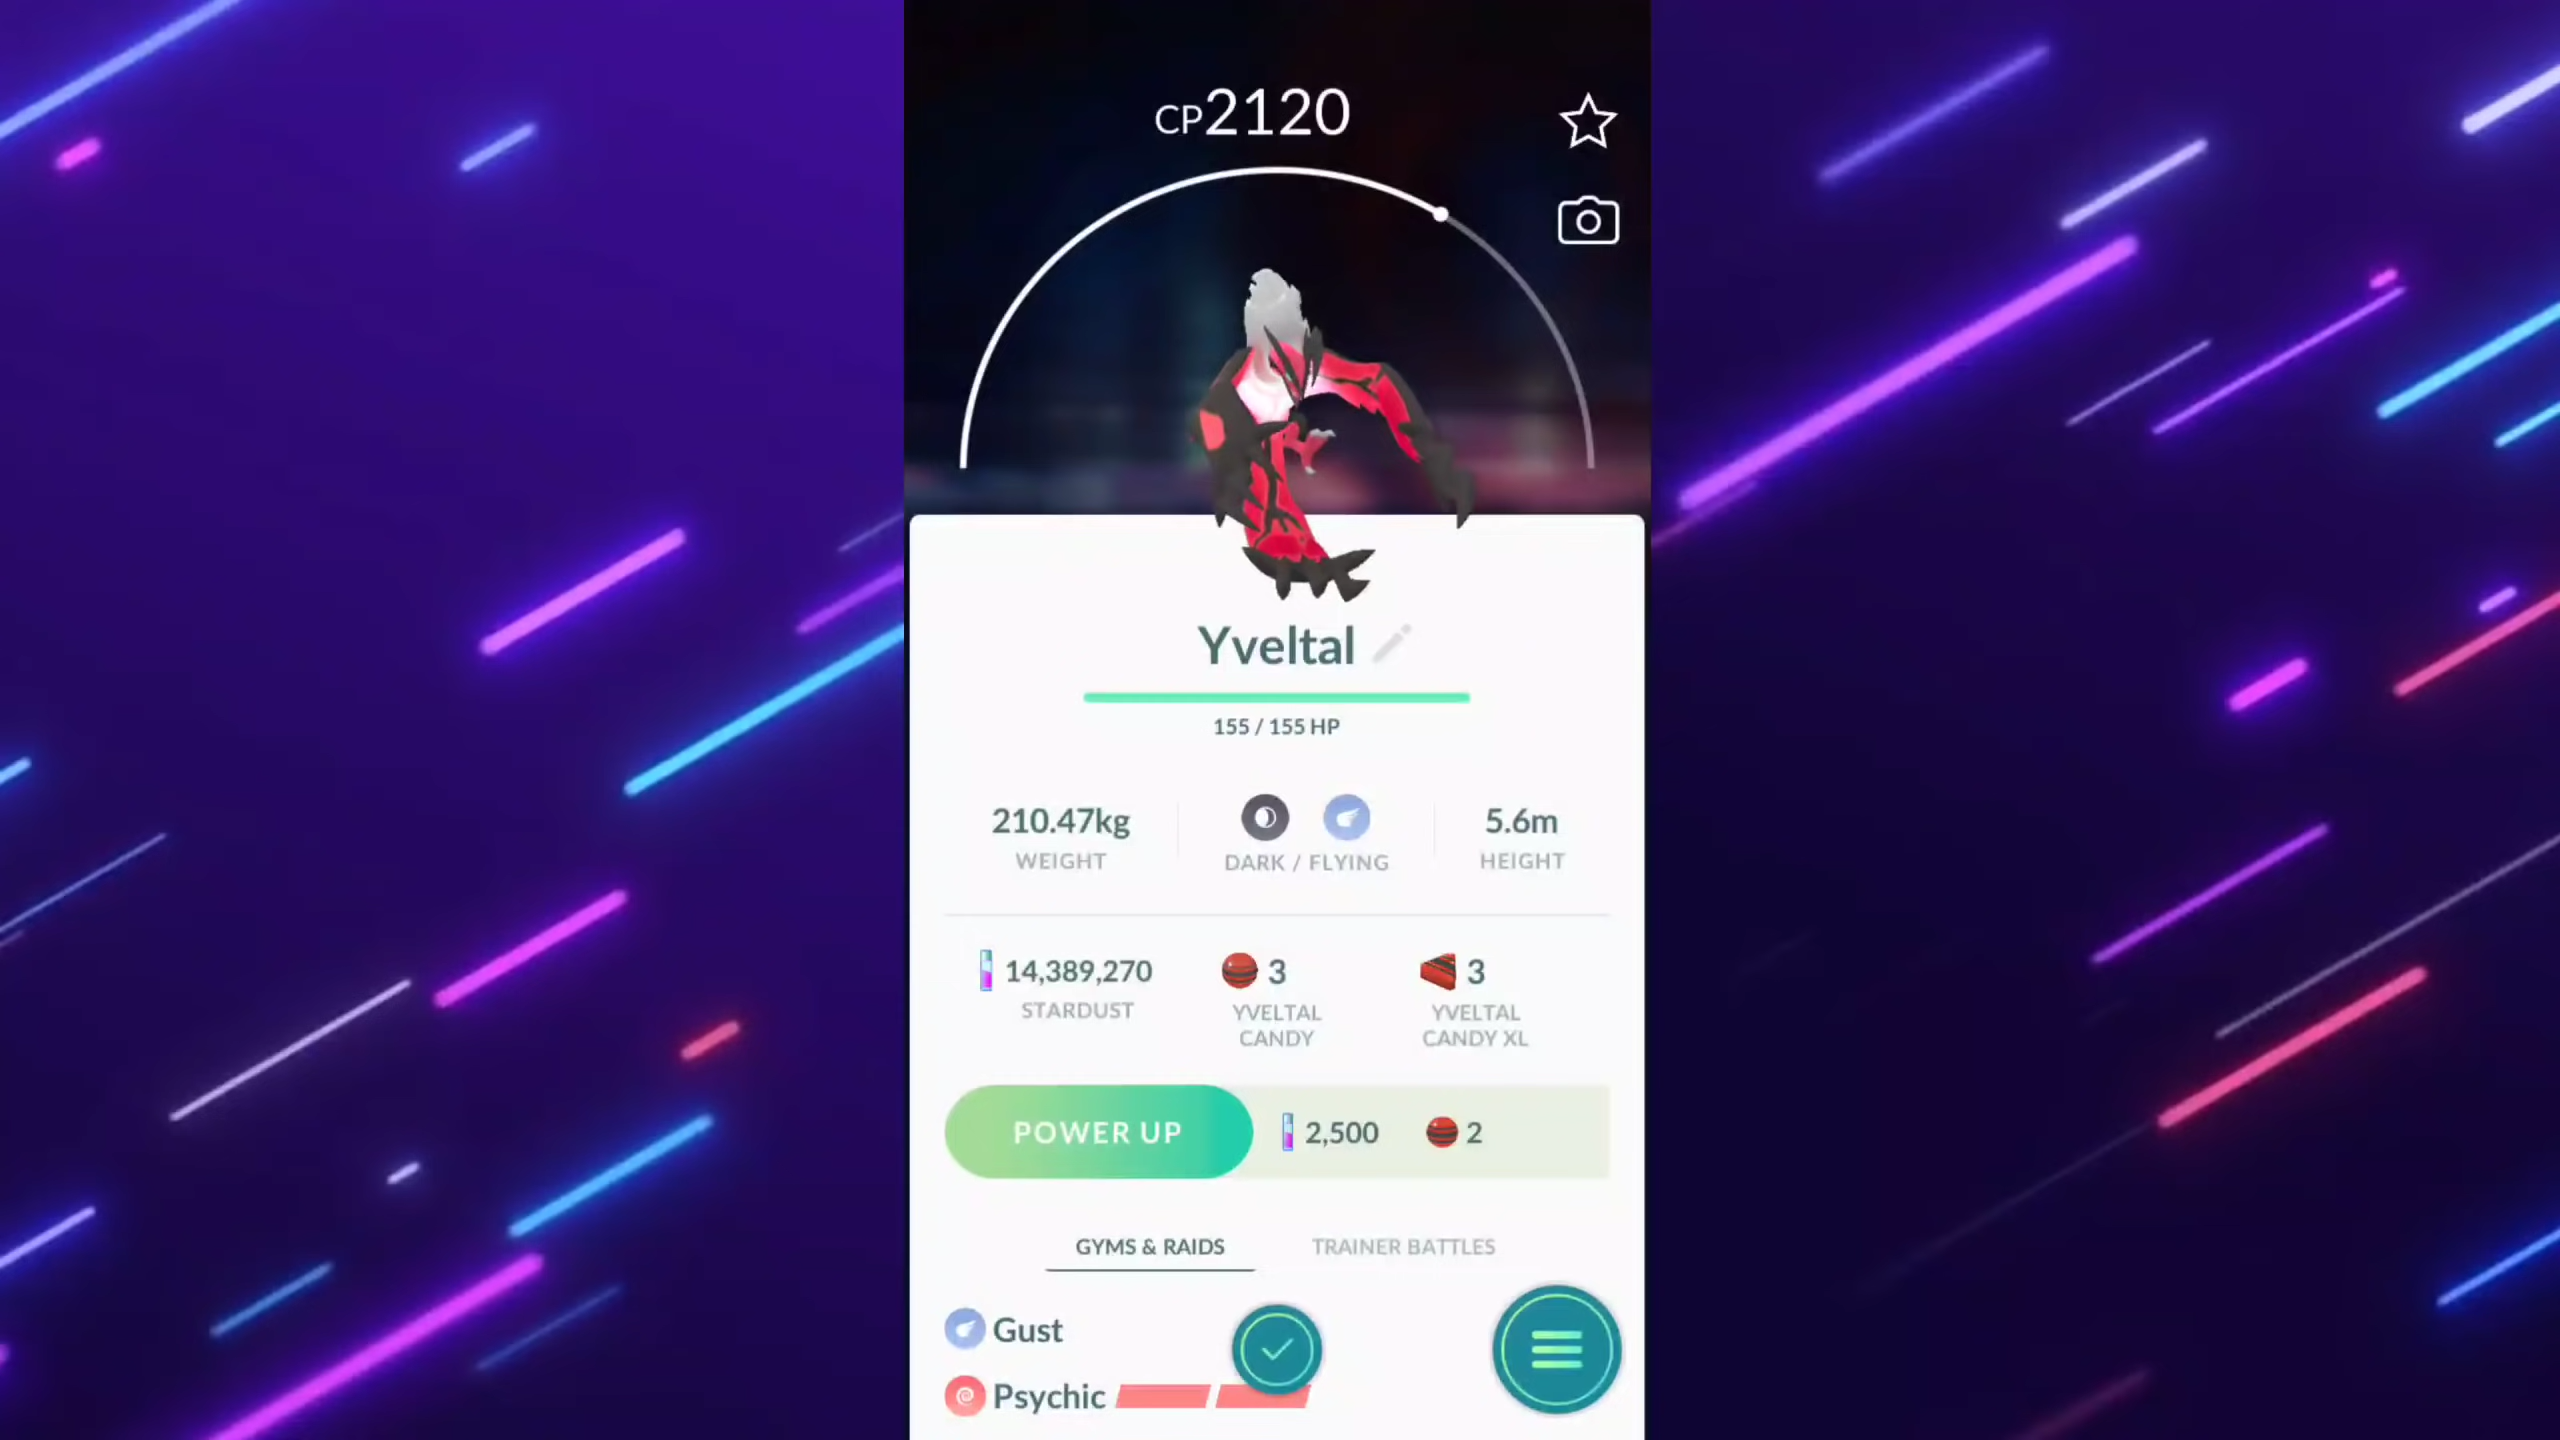 CP2120
Yveltal
155 / 155 HP
210.47kg
WEIGHT
DARK / FLYING
5.6m
HEIGHT
14,389,270
STARDUST
3
YVELTAL
CANDY
3
YVELTAL
CANDY XL
POWER UP
2,500
2
GYMS & RAIDS
TRAINER BATTLES
Gust
Psychic